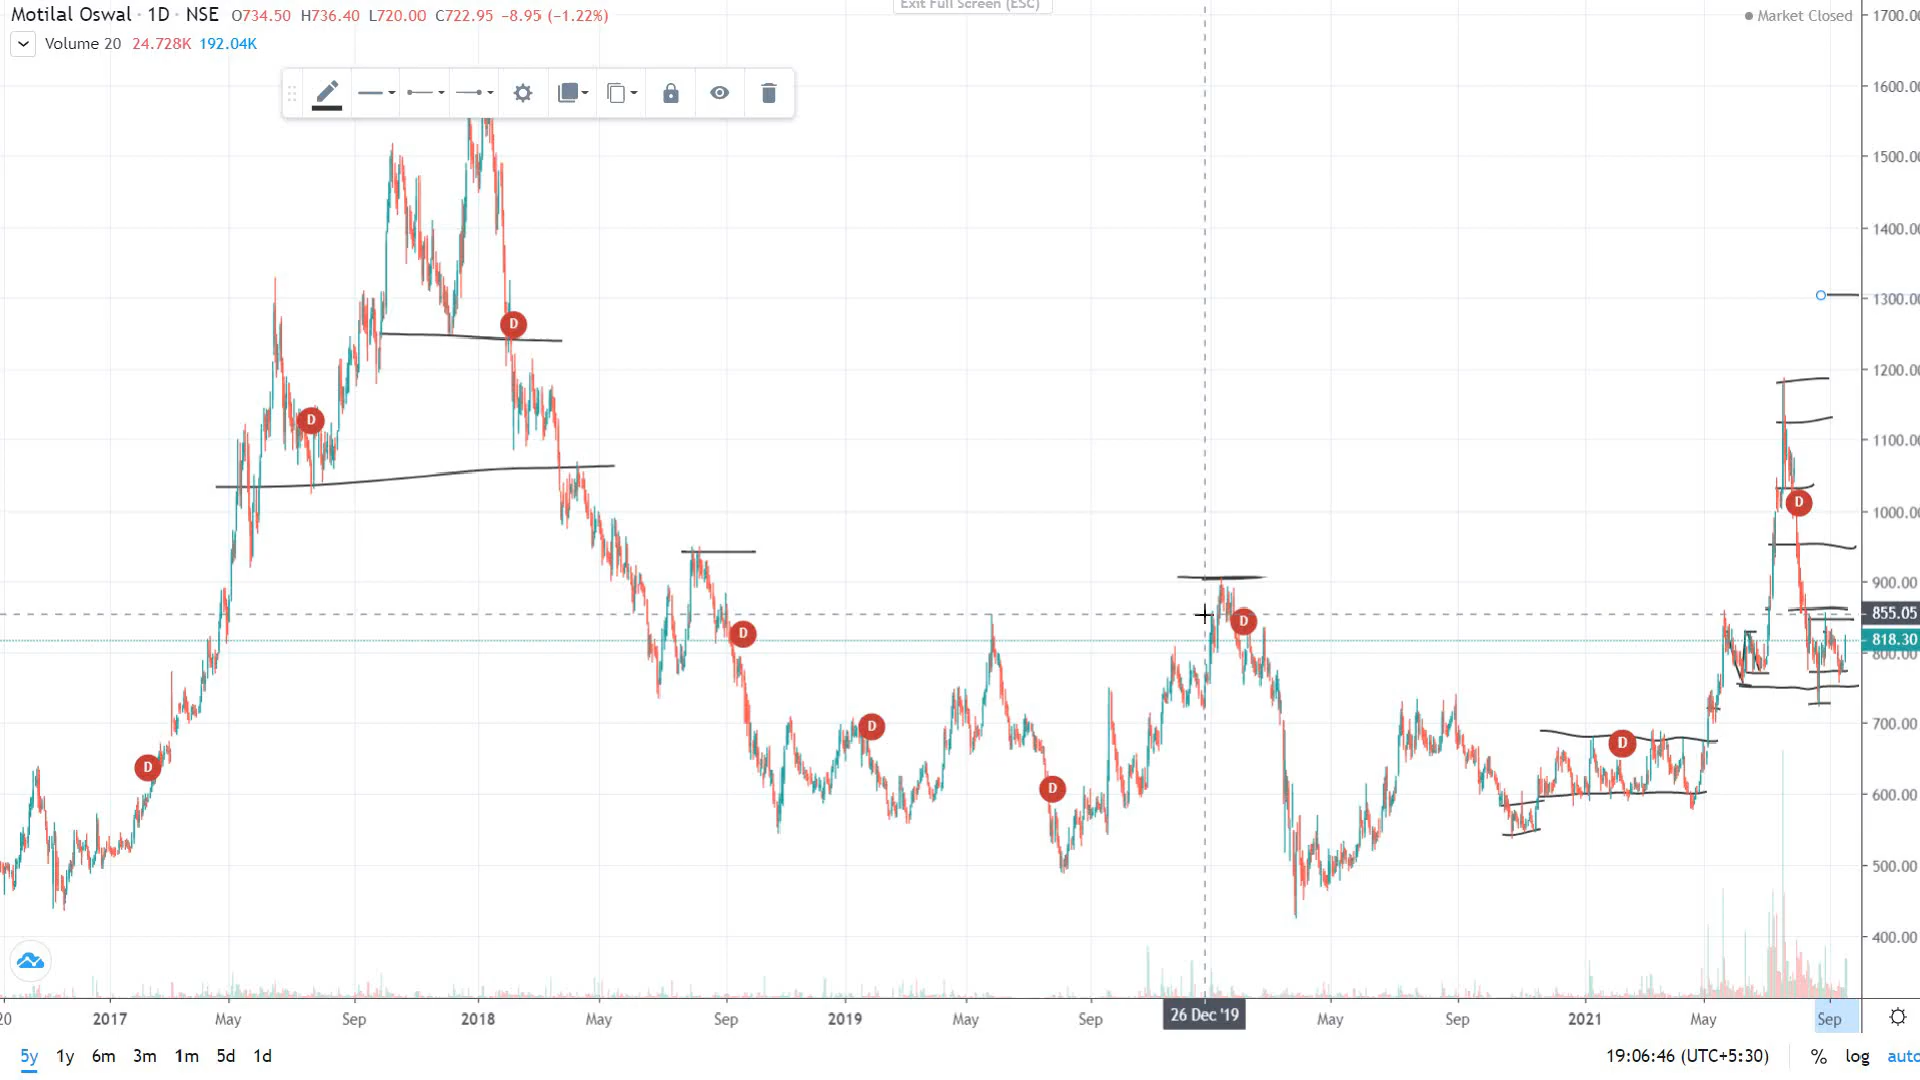 Exit Full Screen (ESC)
Motilal Oswal · 1D · NSE O734.50 H736.40 L720.00 C722.95 −8.95 (−1.22%)
Market Closed
Volume 20 24.728K 192.04K
1700.00
1600.00
1500.00
1400.00
1300.00
1200.00
1100.00
1000.00
900.00
855.05
818.30
800.00
700.00
600.00
500.00
400.00
D
D
D
D
D
D
D
D
D
20 2017 May Sep 2018 May Sep 2019 May Sep 26 Dec '19 May Sep 2021 May Sep
5y 1y 6m 3m 1m 5d 1d
19:06:46 (UTC+5:30) % log auto